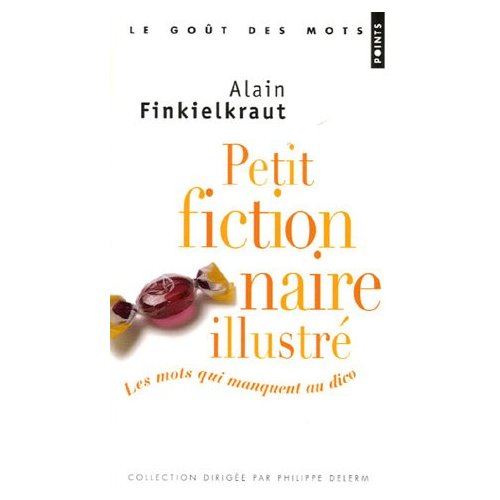 LE GOÛT DES MOTS
POINTS
Alain
Finkielkraut
Petit
fiction
naire
illustré
Les mots qui manquent au dico
COLLECTION DIRIGÉE PAR PHILIPPE DELERM